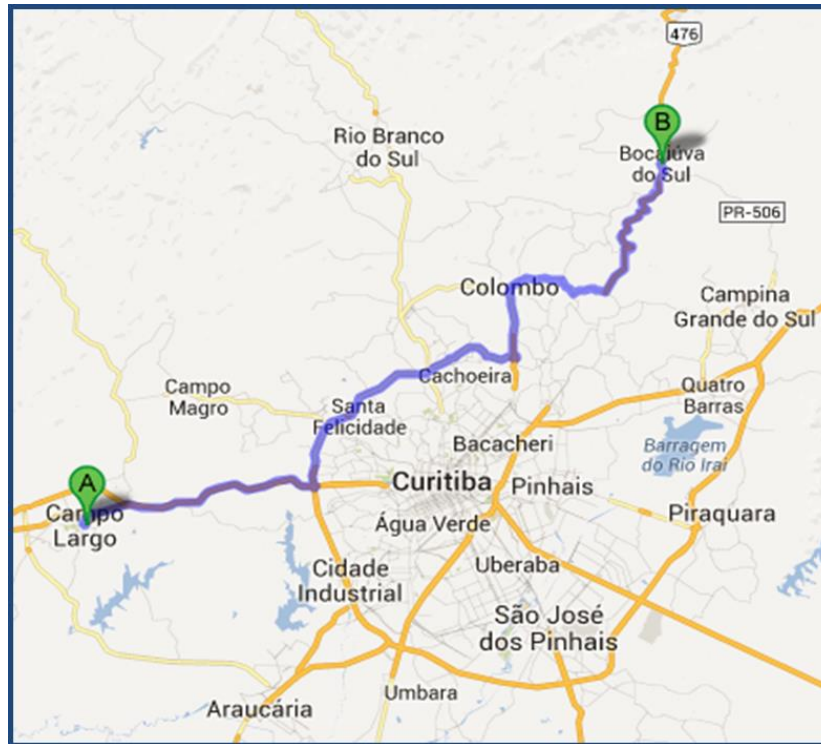 476
B
Bocaiúva
do Sul
Rio Branco
do Sul
PR-506
Colombo
Campina
Grande do Sul
Cachoeira
Campo
Magro
Quatro
Barras
Santa
Felicidade
Bacacheri
Barragem
do Rio Iraí
A
Curitiba
Pinhais
Campo
Largo
Água Verde
Piraquara
Cidade
Industrial
Uberaba
São José
dos Pinhais
Umbara
Araucária